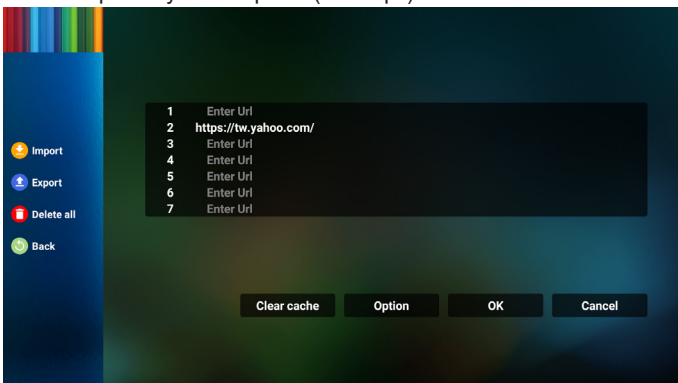 Import
Export
Delete all
Back
1 Enter Url
2 https://tw.yahoo.com/
3 Enter Url
4 Enter Url
5 Enter Url
6 Enter Url
7 Enter Url
Clear cache Option OK Cancel